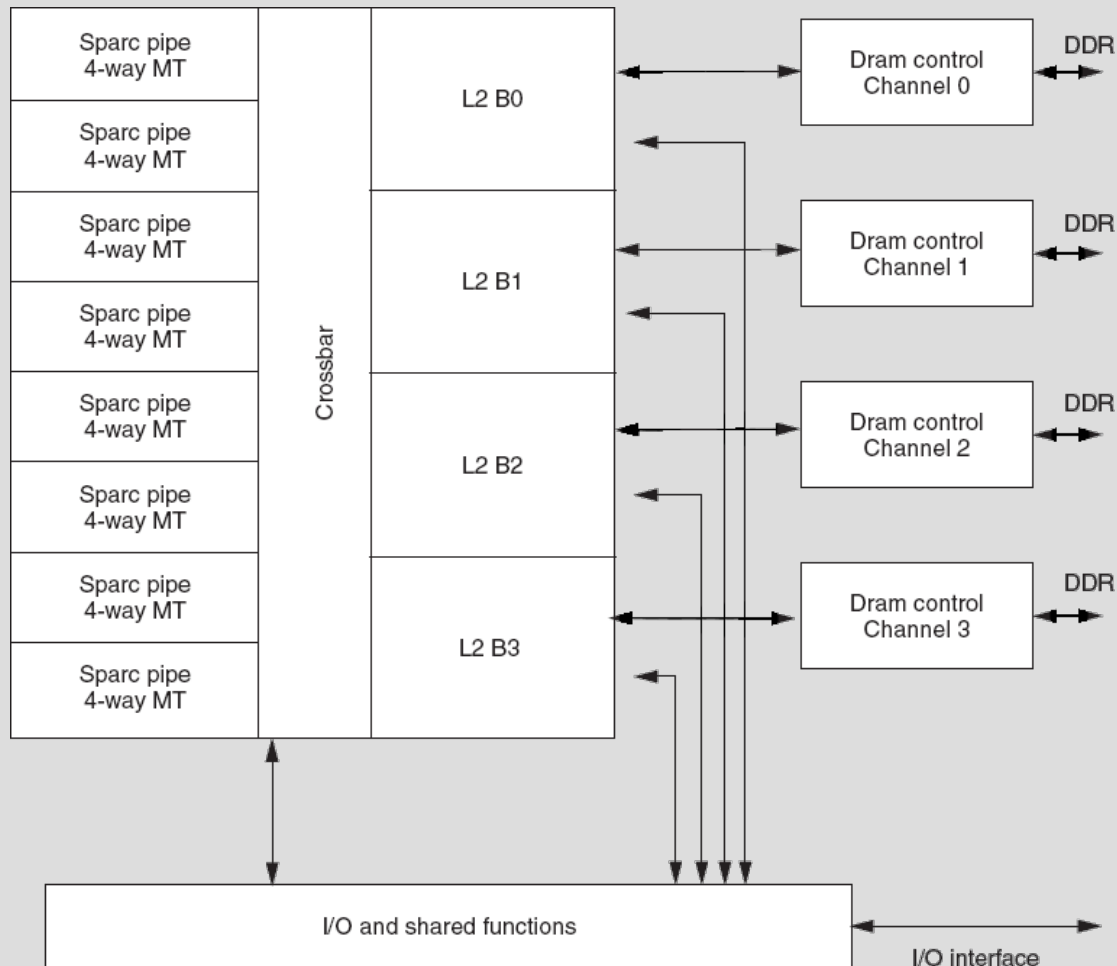 Sparc pipe
4-way MT
Sparc pipe
4-way MT
Sparc pipe
4-way MT
Sparc pipe
4-way MT
Sparc pipe
4-way MT
Sparc pipe
4-way MT
Sparc pipe
4-way MT
Sparc pipe
4-way MT
Crossbar
L2 B0
L2 B1
L2 B2
L2 B3
Dram control
Channel 0
DDR
Dram control
Channel 1
DDR
Dram control
Channel 2
DDR
Dram control
Channel 3
DDR
I/O and shared functions
I/O interface